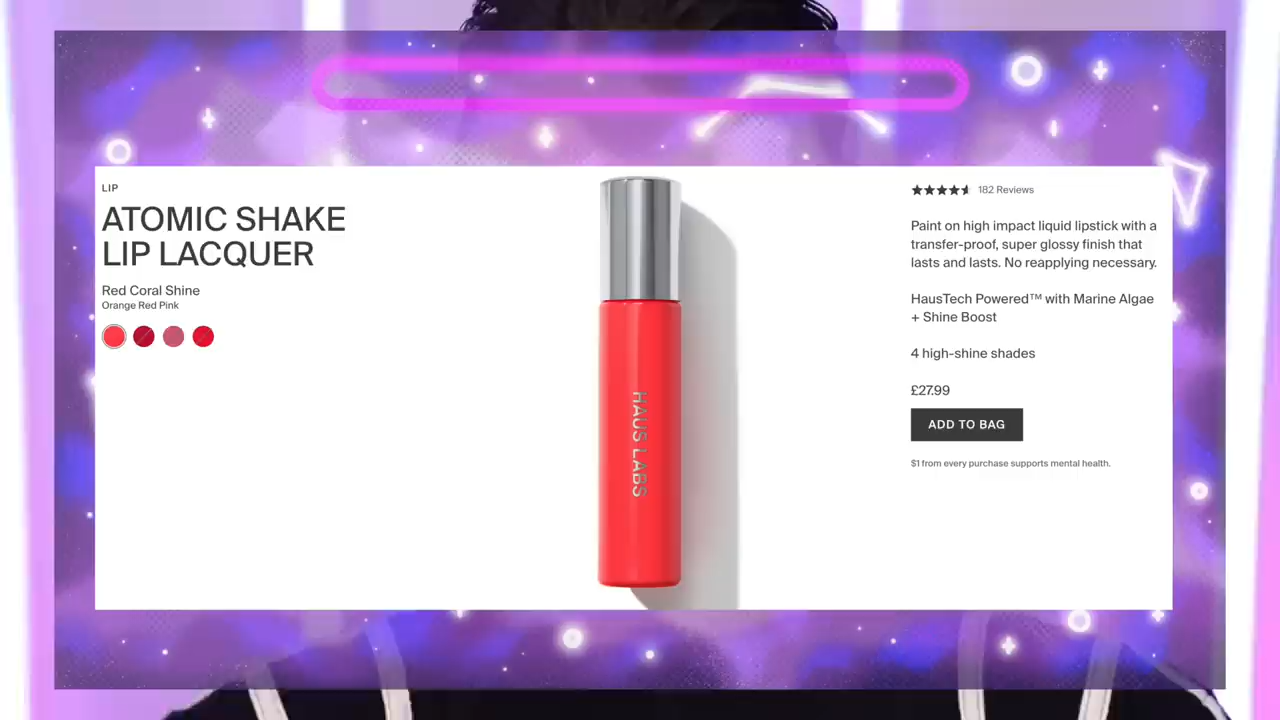 LIP
ATOMIC SHAKE
LIP LACQUER
Red Coral Shine
Orange Red Pink
HAUS LABS
182 Reviews
Paint on high impact liquid lipstick with a
transfer-proof, super glossy finish that
lasts and lasts. No reapplying necessary.
HausTech Powered™ with Marine Algae
+ Shine Boost
4 high-shine shades
£27.99
ADD TO BAG
$1 from every purchase supports mental health.